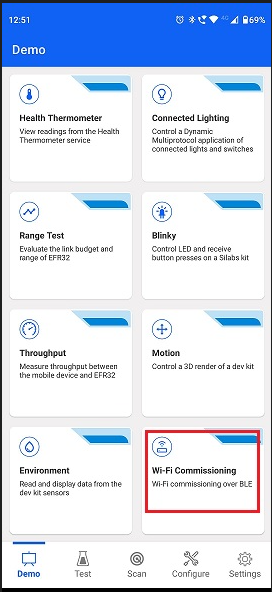 12:51
4G
69%
Demo
Health Thermometer
View readings from the Health
Thermometer service
Connected Lighting
Control a Dynamic
Multiprotocol application of
connected lights and switches
Range Test
Evaluate the link budget and
range of EFR32
Blinky
Control LED and receive
button presses on a Silabs kit
Throughput
Measure throughput between
the mobile device and EFR32
Motion
Control a 3D render of a dev kit
Environment
Read and display data from the
dev kit sensors
Wi-Fi Commissioning
Wi-Fi commissioning over BLE
Demo
Test
Scan
Configure
Settings